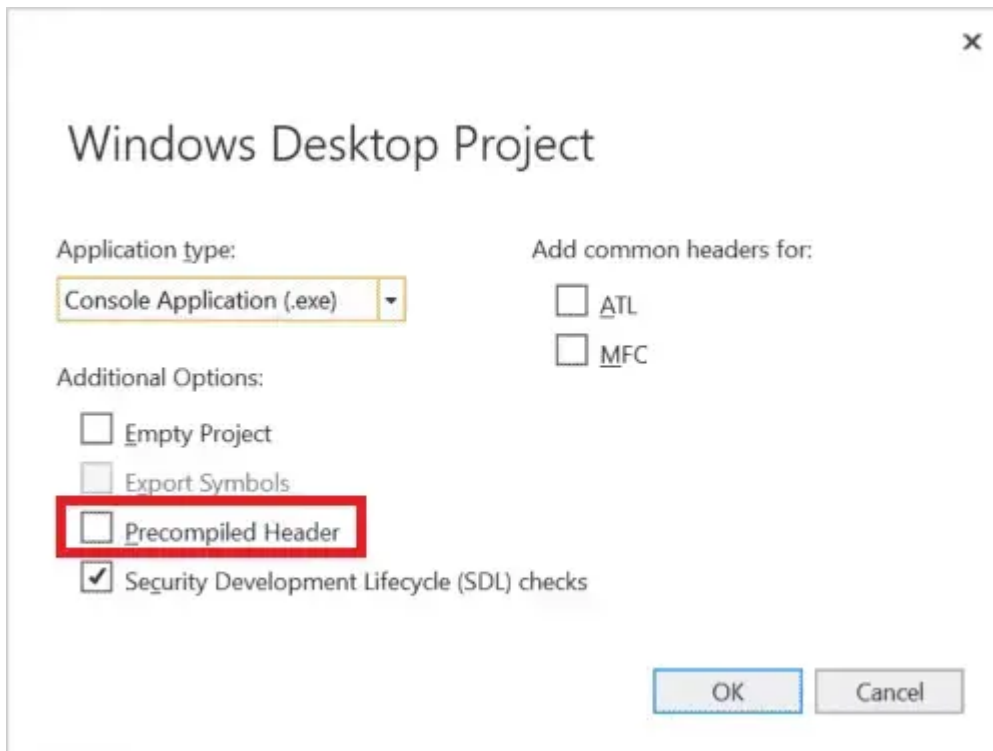 Windows Desktop Project
Application type:
Console Application (.exe)
Additional Options:
Empty Project
Export Symbols
Precompiled Header
Security Development Lifecycle (SDL) checks
Add common headers for:
ATL
MFC
OK
Cancel